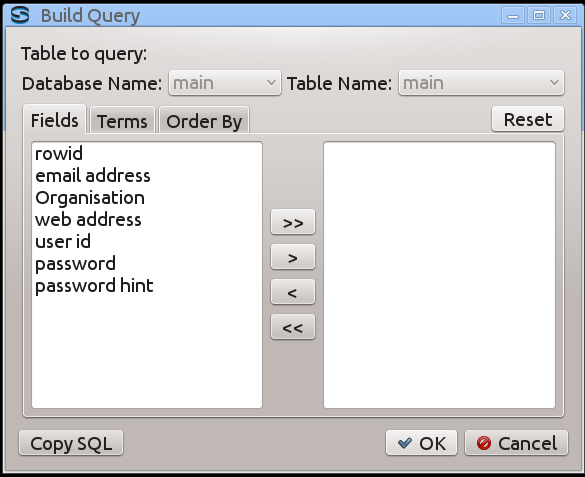 Build Query
Table to query:
Database Name: main Table Name: main
Fields Terms Order By Reset
rowid
email address
Organisation
web address
user id
password
password hint
>>
>
<
<<
Copy SQL OK Cancel